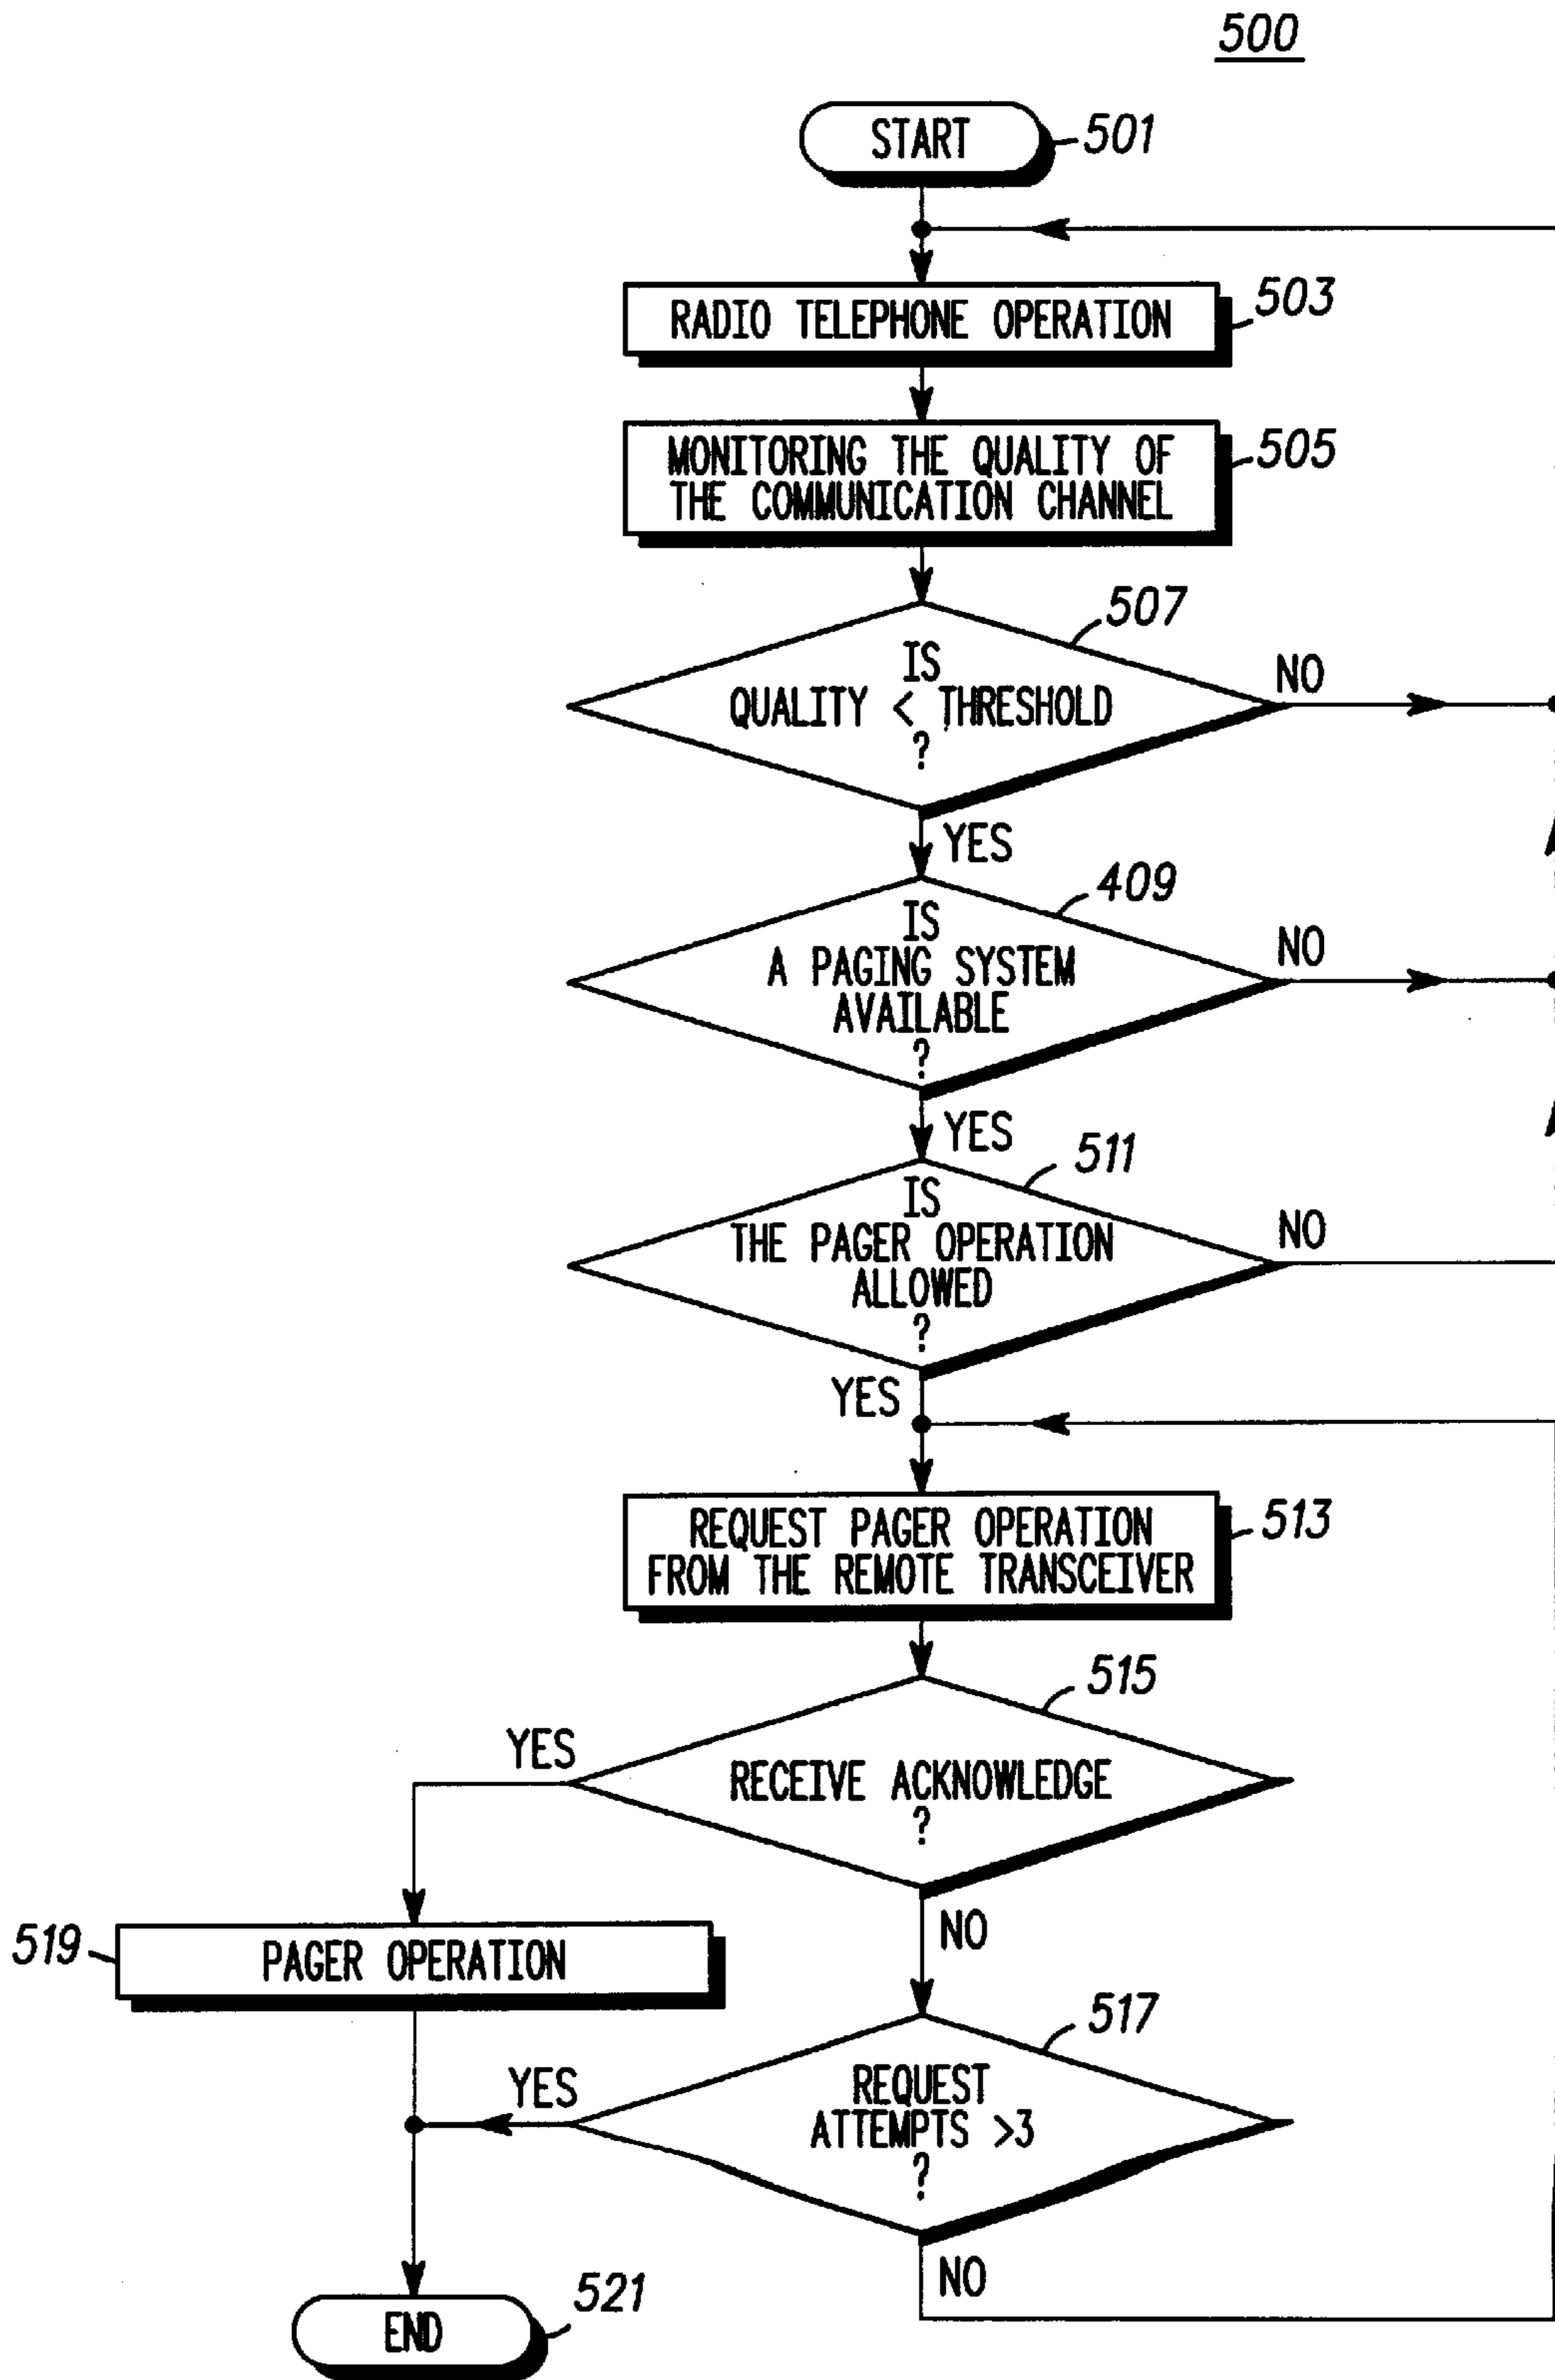 500
START
501
RADIO TELEPHONE OPERATION
503
MONITORING THE QUALITY OF
THE COMMUNICATION CHANNEL
505
507
IS
QUALITY < THRESHOLD
?
NO
YES
409
IS
A PAGING SYSTEM
AVAILABLE
?
NO
YES
511
IS
THE PAGER OPERATION
ALLOWED
?
NO
YES
REQUEST PAGER OPERATION
FROM THE REMOTE TRANSCEIVER
513
515
YES
RECEIVE ACKNOWLEDGE
?
NO
519
PAGER OPERATION
517
YES
REQUEST
ATTEMPTS >3
?
NO
521
END